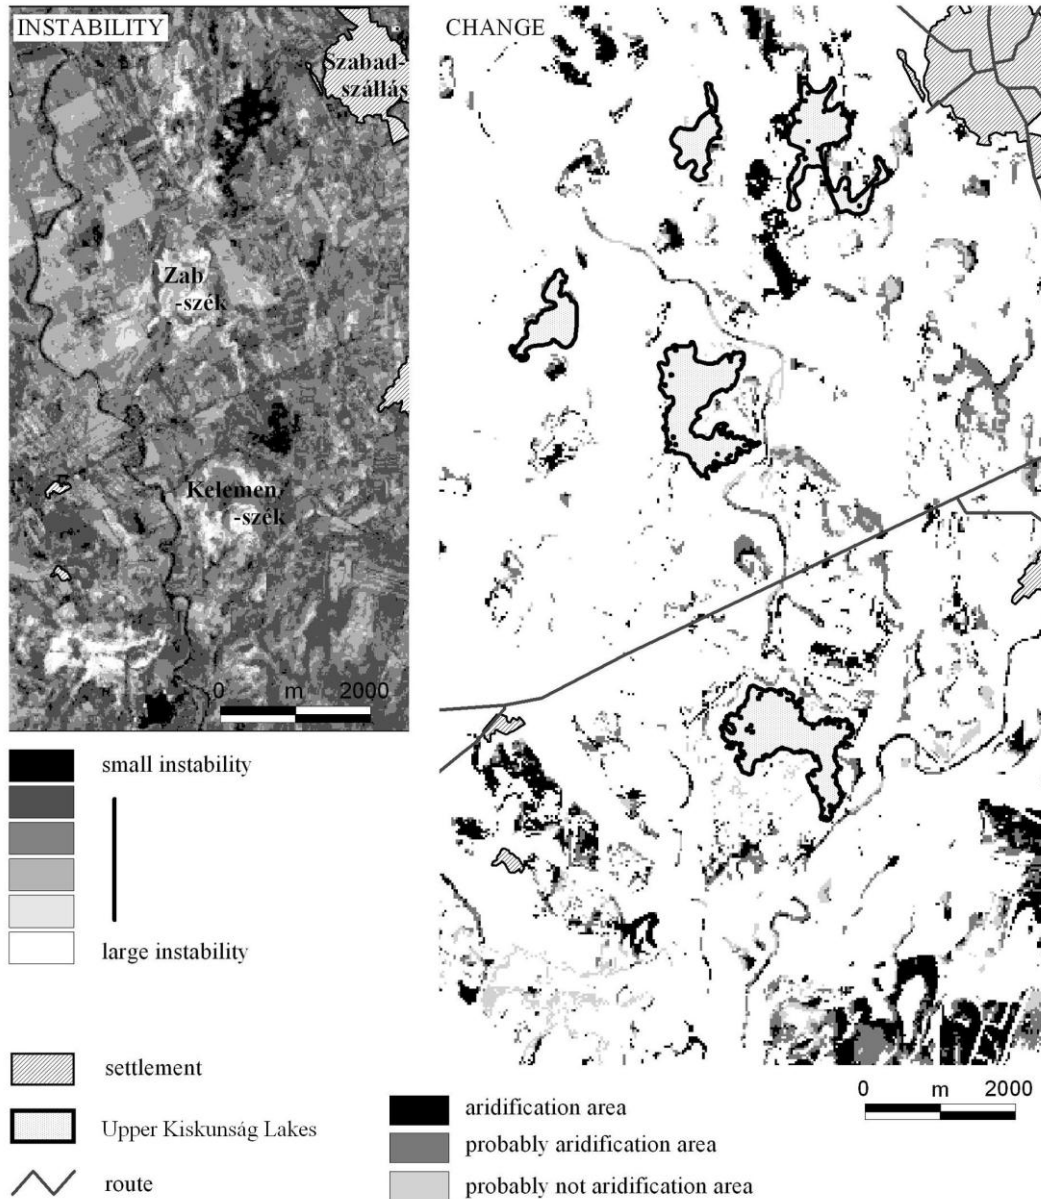 INSTABILITY
Szabad-
szállás
Zab
-szék
Kelemen
-szék
0 m 2000
small instability
large instability
settlement
Upper Kiskunság Lakes
route
CHANGE
0 m 2000
aridification area
probably aridification area
probably not aridification area